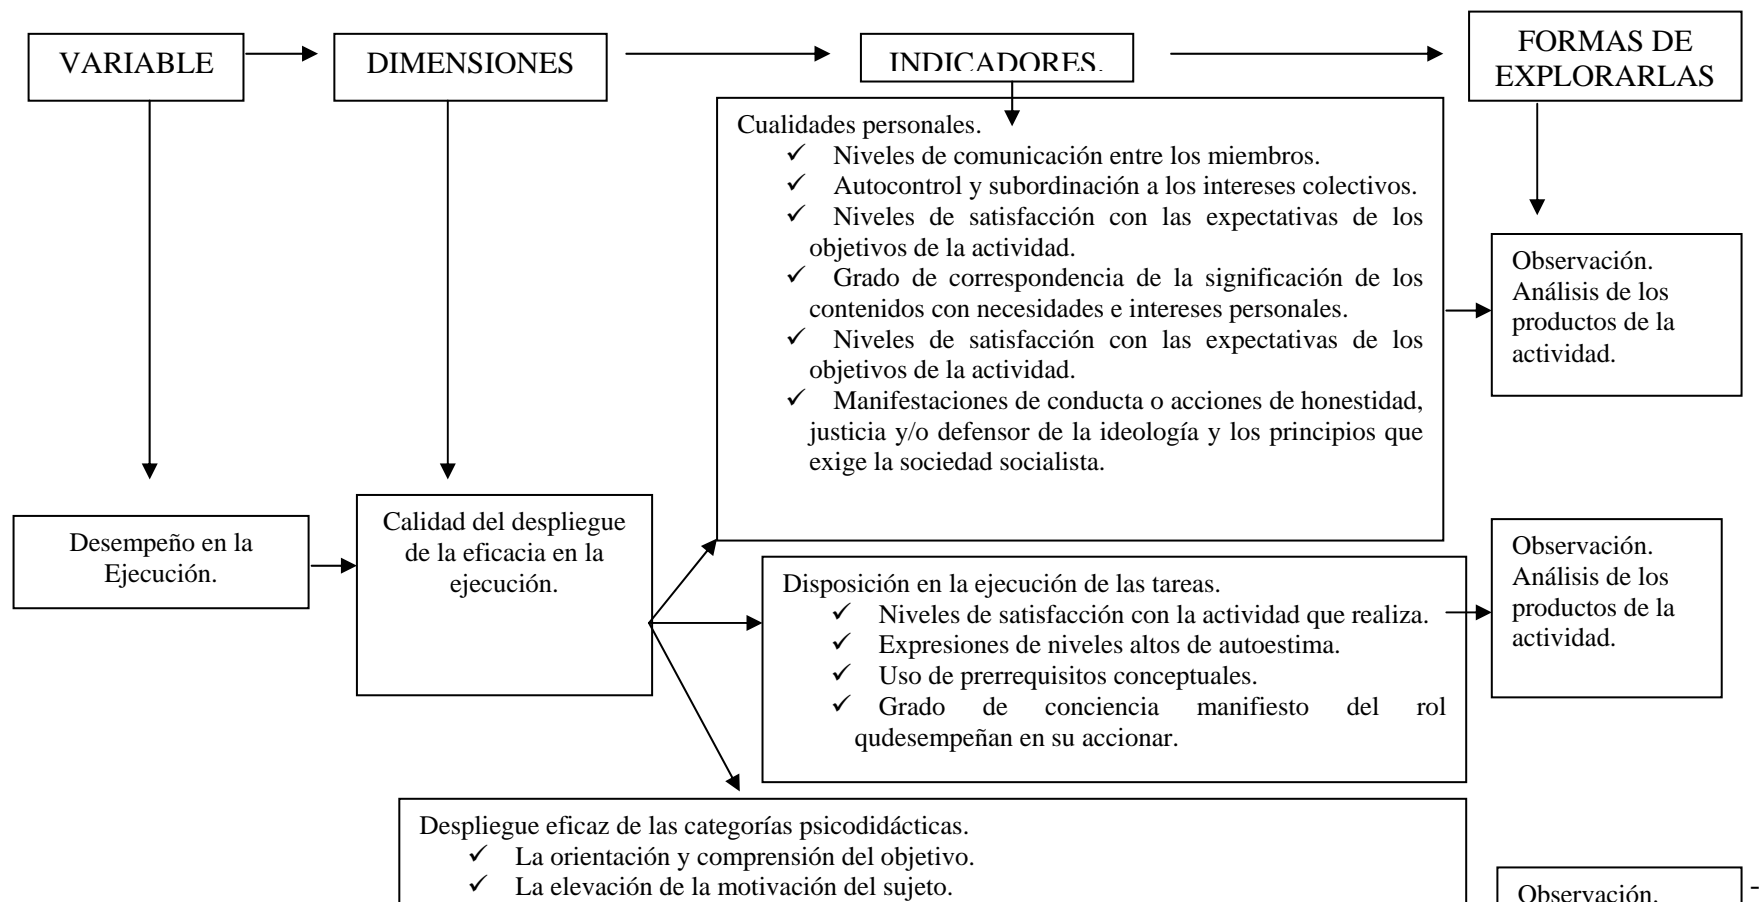 VARIABLE
DIMENSIONES
INDICADORES.
FORMAS DE
EXPLORARLAS
Cualidades personales.
✓ Niveles de comunicación entre los miembros.
✓ Autocontrol y subordinación a los intereses colectivos.
✓ Niveles de satisfacción con las expectativas de los
objetivos de la actividad.
✓ Grado de correspondencia de la significación de los
contenidos con necesidades e intereses personales.
✓ Niveles de satisfacción con las expectativas de los
objetivos de la actividad.
✓ Manifestaciones de conducta o acciones de honestidad,
justicia y/o defensor de la ideología y los principios que
exige la sociedad socialista.
Observación.
Análisis de los
productos de la
actividad.
Desempeño en la
Ejecución.
Calidad del despliegue
de la eficacia en la
ejecución.
Disposición en la ejecución de las tareas.
✓ Niveles de satisfacción con la actividad que realiza.
✓ Expresiones de niveles altos de autoestima.
✓ Uso de prerrequisitos conceptuales.
✓ Grado de conciencia manifiesto del rol
qudesempeñan en su accionar.
Observación.
Análisis de los
productos de la
actividad.
Despliegue eficaz de las categorías psicodidácticas.
✓ La orientación y comprensión del objetivo.
✓ La elevación de la motivación del sujeto.
Observación.
-